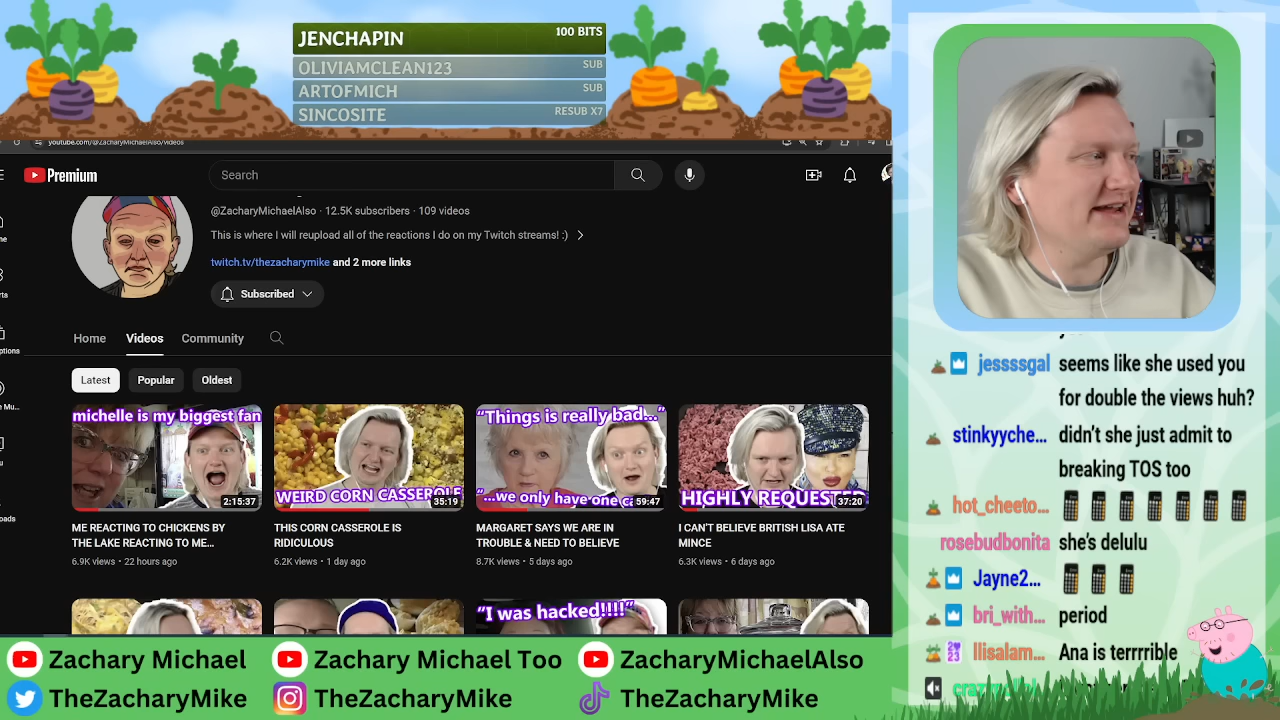 JENCHAPIN 100 BITS
OLIVIAMCLEAN123 SUB
ARTOFMICH SUB
SINCOSITE RESUB X7
youtube.com/@ZacharyMichaelAlso/videos
Premium
Search
@ZacharyMichaelAlso · 12.5K subscribers · 109 videos
This is where I will reupload all of the reactions I do on my Twitch streams! :)
twitch.tv/thezacharymike and 2 more links
Subscribed
Home Videos Community
Latest Popular Oldest
michelle is my biggest fan
2:15:37
WEIRD CORN CASSEROLE
35:19
"Things is really bad..."
"...we only have one ca
59:47
HIGHLY REQUESTED
37:20
ME REACTING TO CHICKENS BY
THE LAKE REACTING TO ME...
6.9K views · 22 hours ago
THIS CORN CASSEROLE IS
RIDICULOUS
6.2K views · 1 day ago
MARGARET SAYS WE ARE IN
TROUBLE & NEED TO BELIEVE
8.7K views · 5 days ago
I CAN'T BELIEVE BRITISH LISA ATE
MINCE
6.3K views · 6 days ago
"I was hacked!!!!"
jessssgal seems like she used you
for double the views huh?
stinkyyche... didn't she just admit to
breaking TOS too
hot_cheeto...
rosebudbonita she's delulu
Jayne2...
bri_with... period
llisalam... Ana is terrrrible
Zachary Michael Zachary Michael Too ZacharyMichaelAlso
TheZacharyMike TheZacharyMike TheZacharyMike